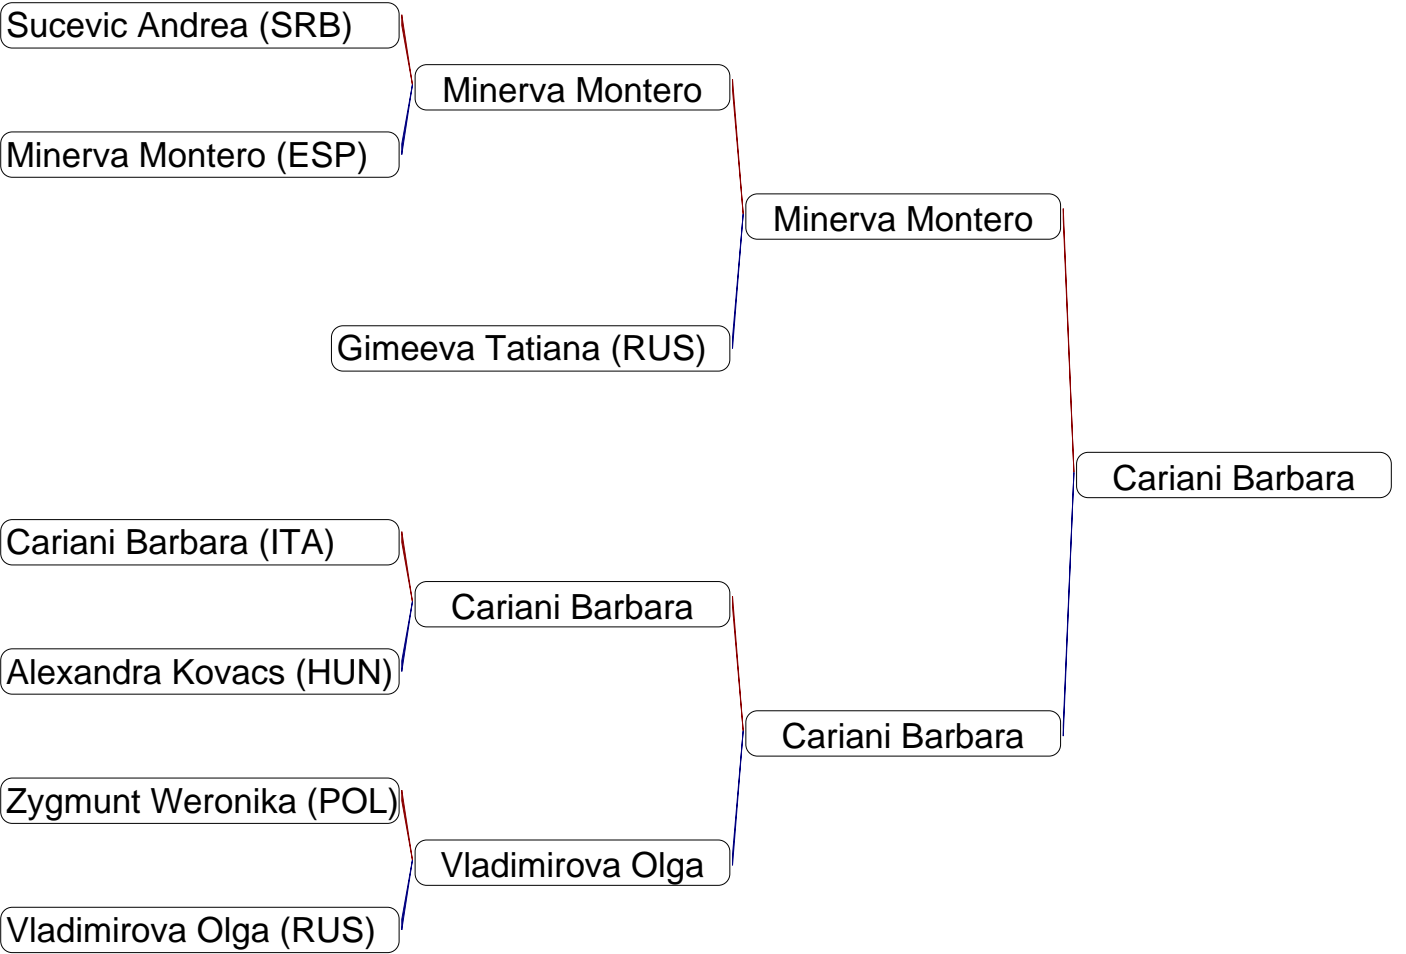 Sucevic Andrea (SRB)
Minerva Montero
Minerva Montero (ESP)
Minerva Montero
Gimeeva Tatiana (RUS)
Cariani Barbara
Cariani Barbara (ITA)
Cariani Barbara
Alexandra Kovacs (HUN)
Cariani Barbara
Zygmunt Weronika (POL)
Vladimirova Olga
Vladimirova Olga (RUS)